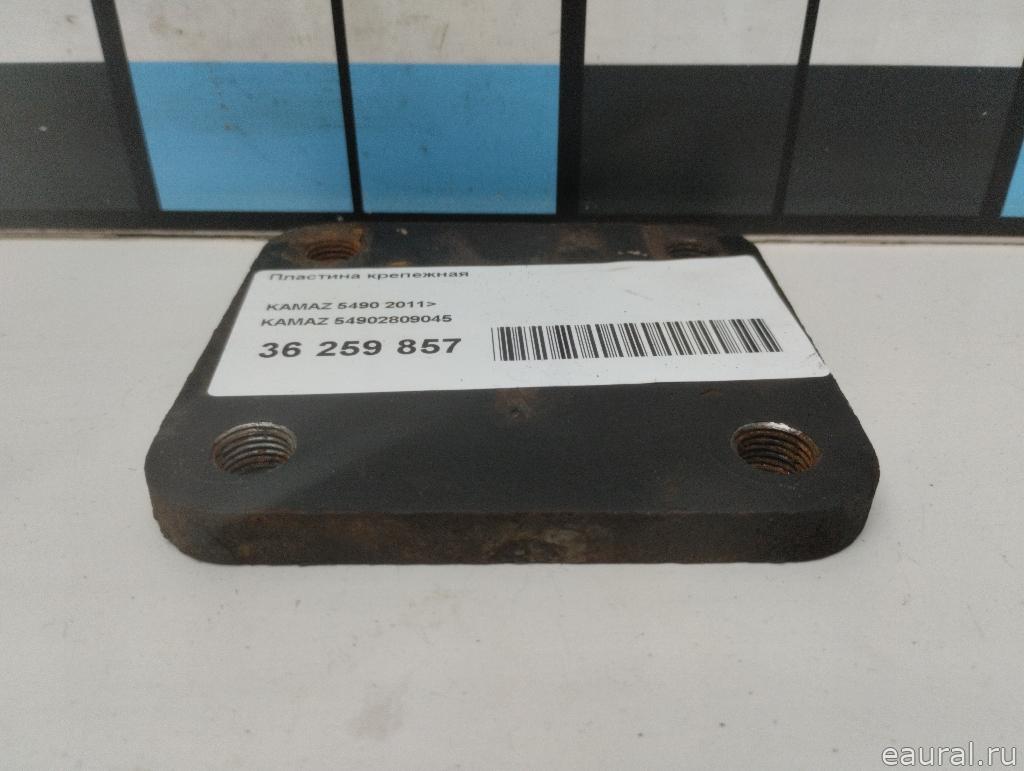 Пластина крепежная
KAMAZ 5490 2011>
KAMAZ 54902809045
36 259 857
eaural.ru